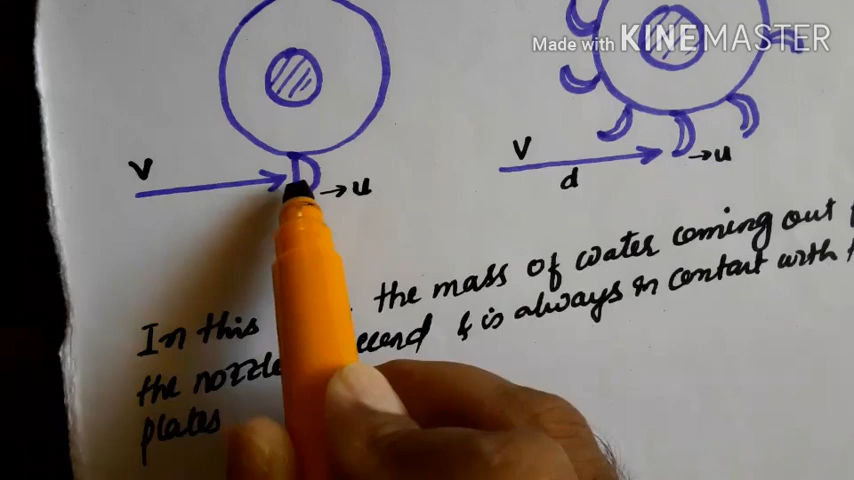 Made with KINEMASTER
V
u
V
d
u
In this the mass of water coming out
the nozzle & is always in contact with
plates